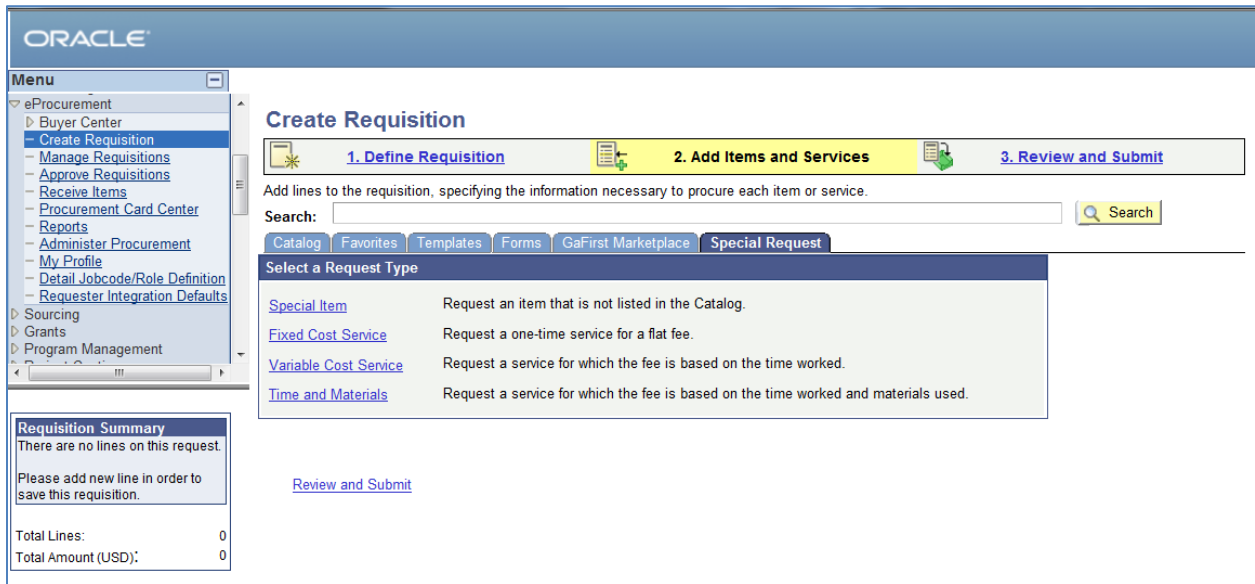 ORACLE
Menu
eProcurement
Buyer Center
Create Requisition
Manage Requisitions
Approve Requisitions
Receive Items
Procurement Card Center
Reports
Administer Procurement
My Profile
Detail Jobcode/Role Definition
Requester Integration Defaults
Sourcing
Grants
Program Management
Requisition Summary
There are no lines on this request.
Please add new line in order to
save this requisition.
Total Lines: 0
Total Amount (USD): 0
Create Requisition
1. Define Requisition 2. Add Items and Services 3. Review and Submit
Add lines to the requisition, specifying the information necessary to procure each item or service.
Search: Search
Catalog Favorites Templates Forms GaFirst Marketplace Special Request
Select a Request Type
Special Item Request an item that is not listed in the Catalog.
Fixed Cost Service Request a one-time service for a flat fee.
Variable Cost Service Request a service for which the fee is based on the time worked.
Time and Materials Request a service for which the fee is based on the time worked and materials used.
Review and Submit